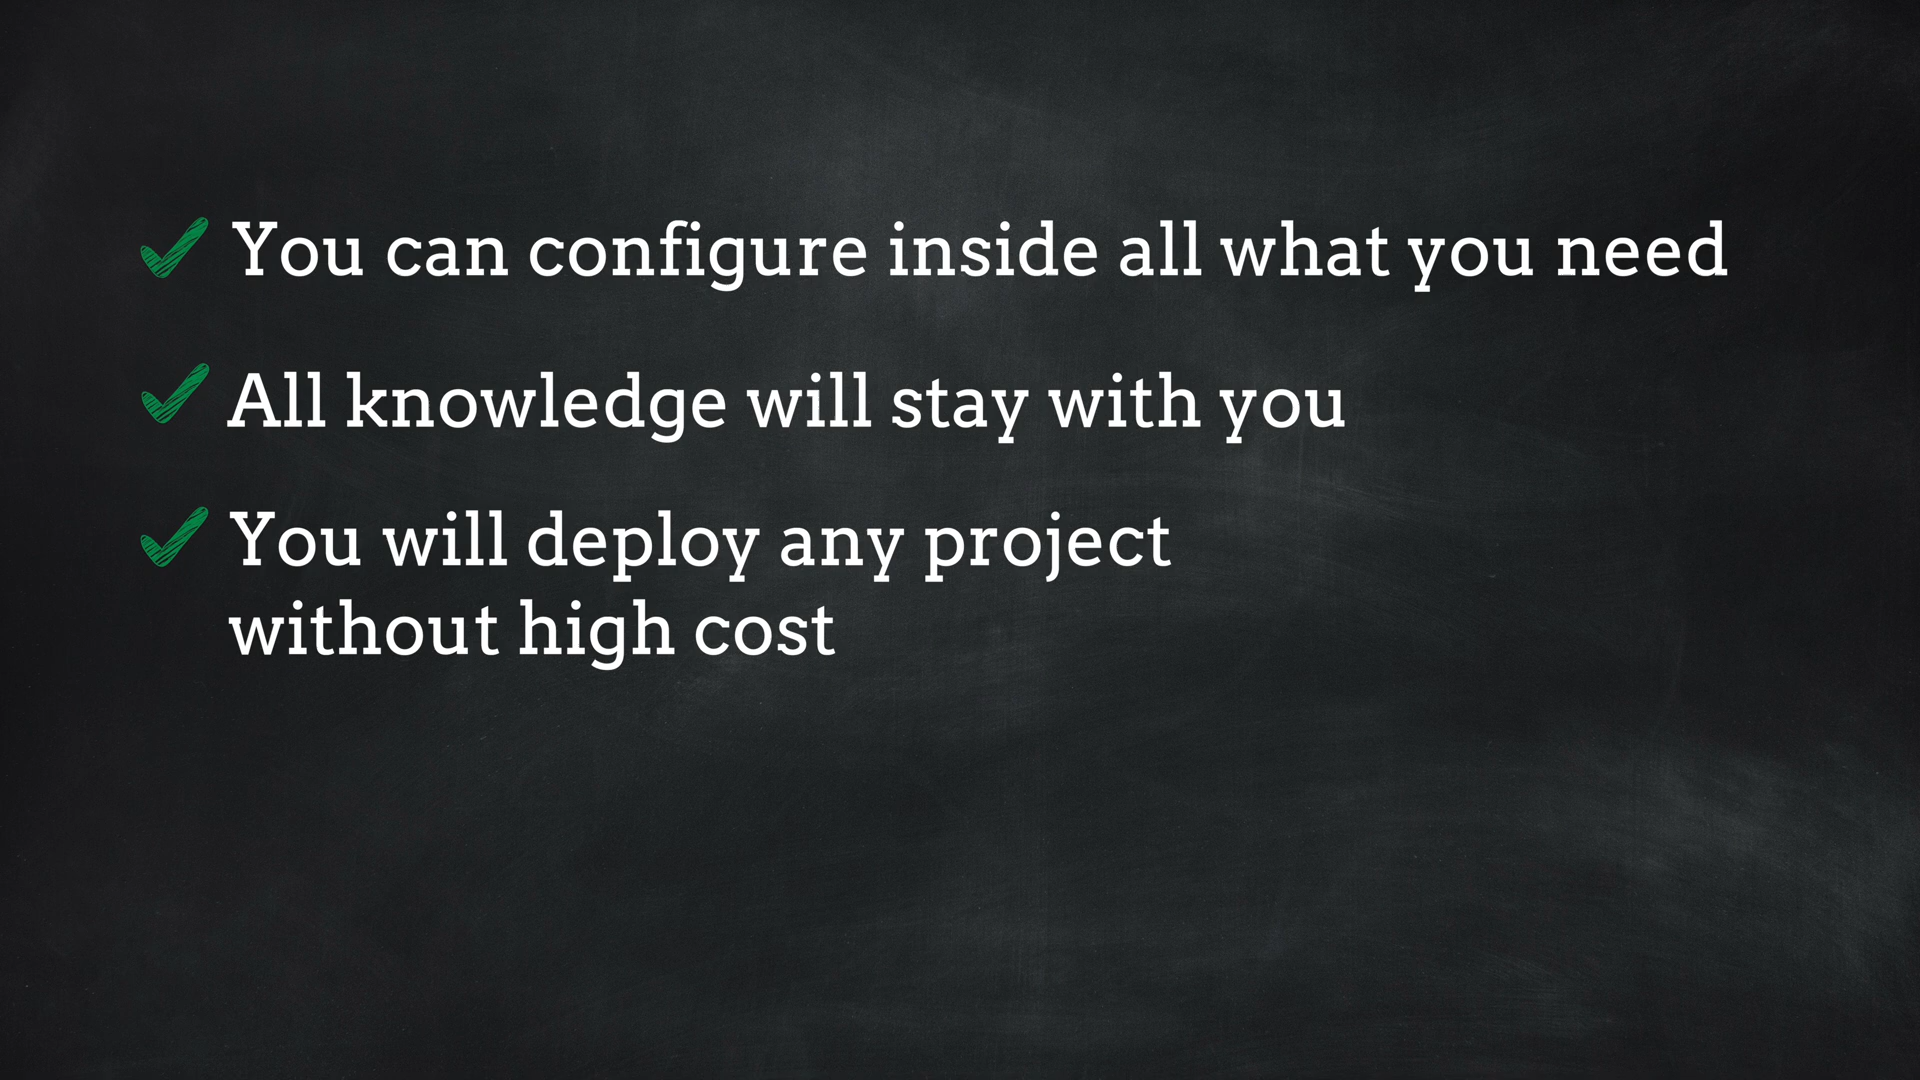 You can configure inside all what you need
All knowledge will stay with you
You will deploy any project
without high cost